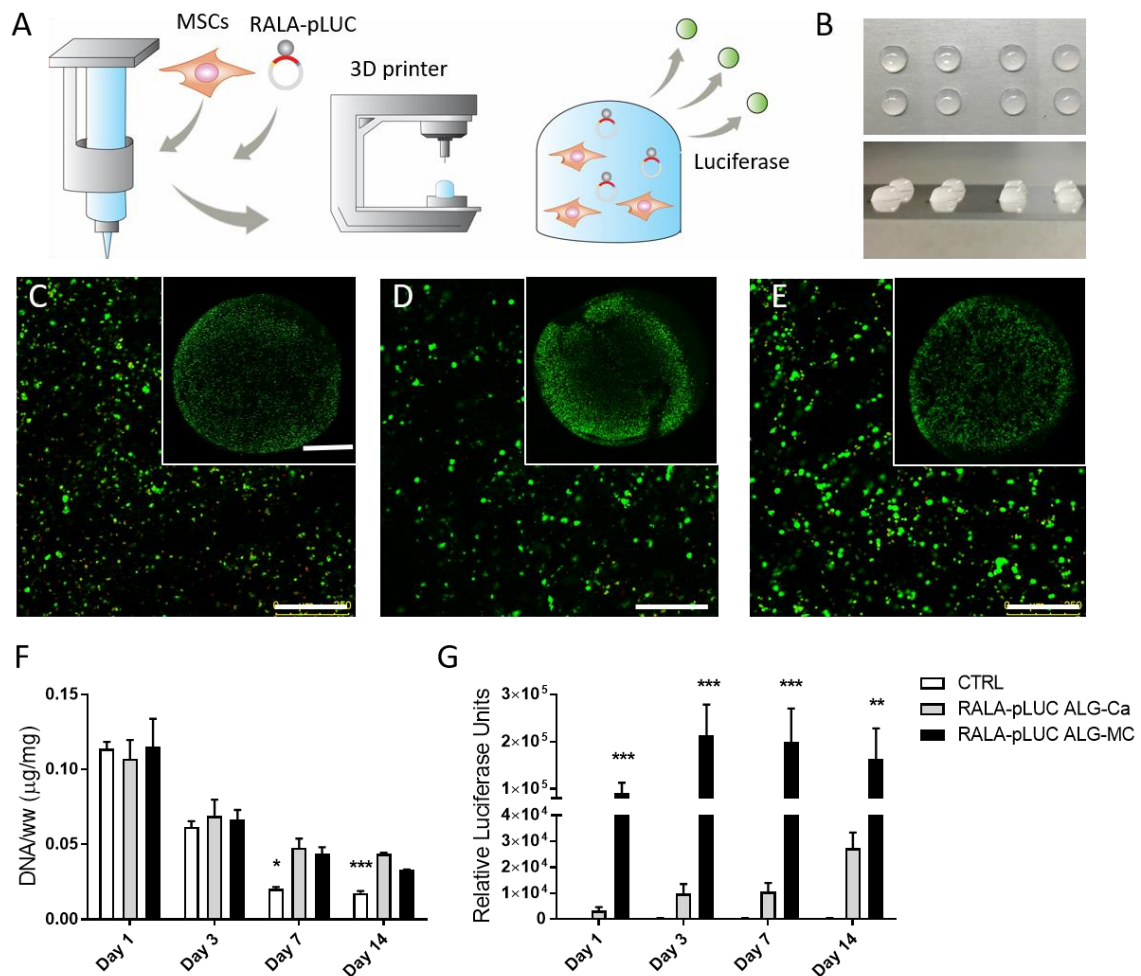 A
MSCs
RALA-pLUC
3D printer
Luciferase
B
C
D
E
F
DNA/ww (μg/mg)
0.15
0.10
0.05
0.00
*
***
Day 1
Day 3
Day 7
Day 14
G
Relative Luciferase Units
3×10⁵
2×10⁵
1×10⁵
4×10⁴
3×10⁴
2×10⁴
1×10⁴
0
***
***
***
**
Day 1
Day 3
Day 7
Day 14
CTRL
RALA-pLUC ALG-Ca
RALA-pLUC ALG-MC